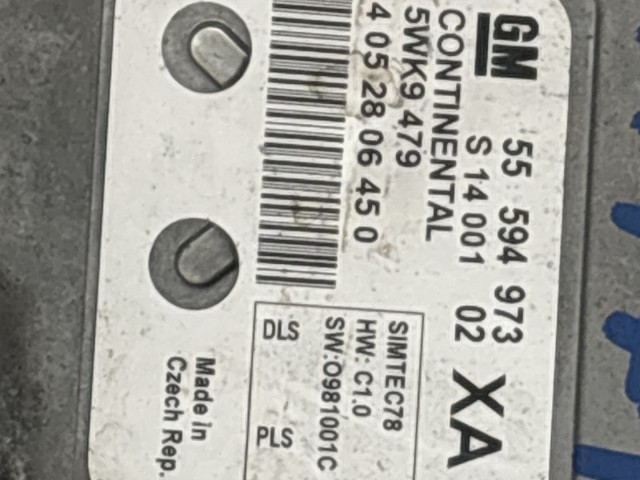 GM 55 594 973 XA
S 14 001 02
CONTINENTAL
5WK9 479
4 05 28 06 45 0
SIMTEC78
HW: C1.0
SW:O981001C
DLS PLS
Made in
Czech Rep.